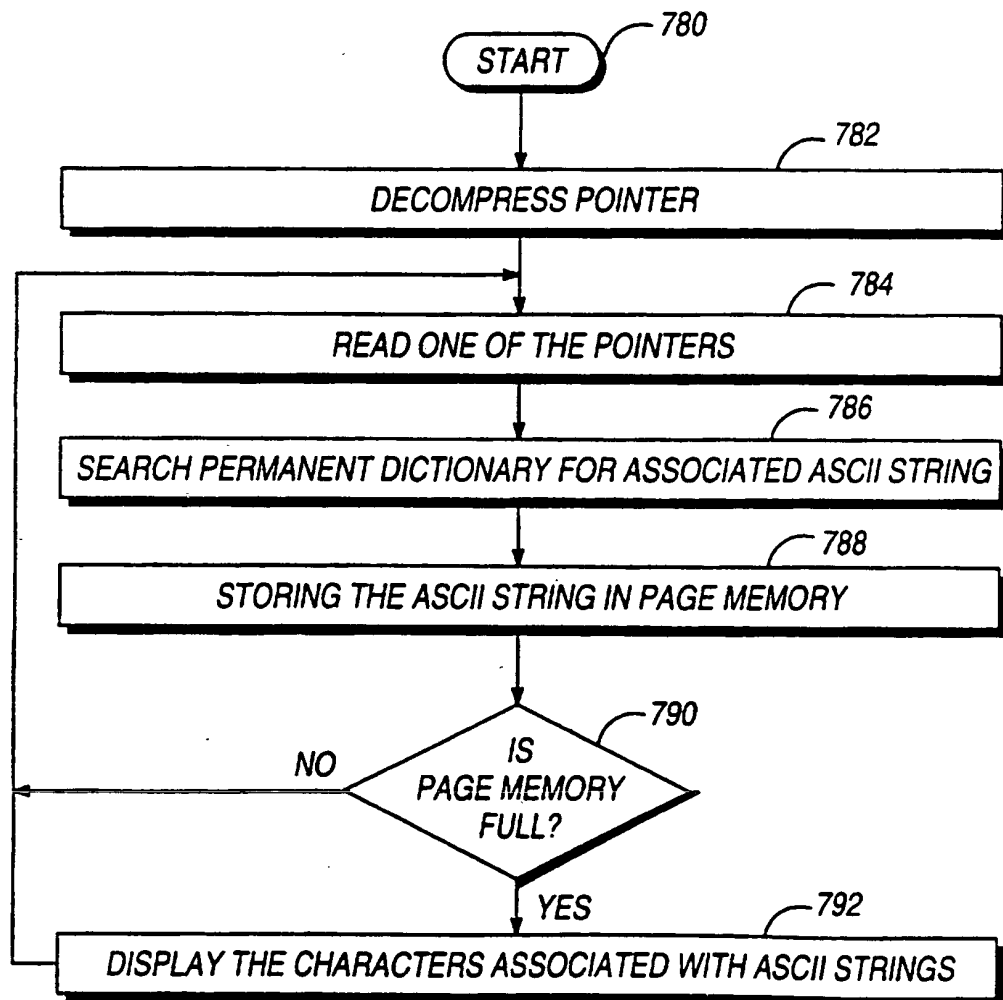 780
START
782
DECOMPRESS POINTER
784
READ ONE OF THE POINTERS
786
SEARCH PERMANENT DICTIONARY FOR ASSOCIATED ASCII STRING
788
STORING THE ASCII STRING IN PAGE MEMORY
790
NO
IS
PAGE MEMORY
FULL?
YES
792
DISPLAY THE CHARACTERS ASSOCIATED WITH ASCII STRINGS